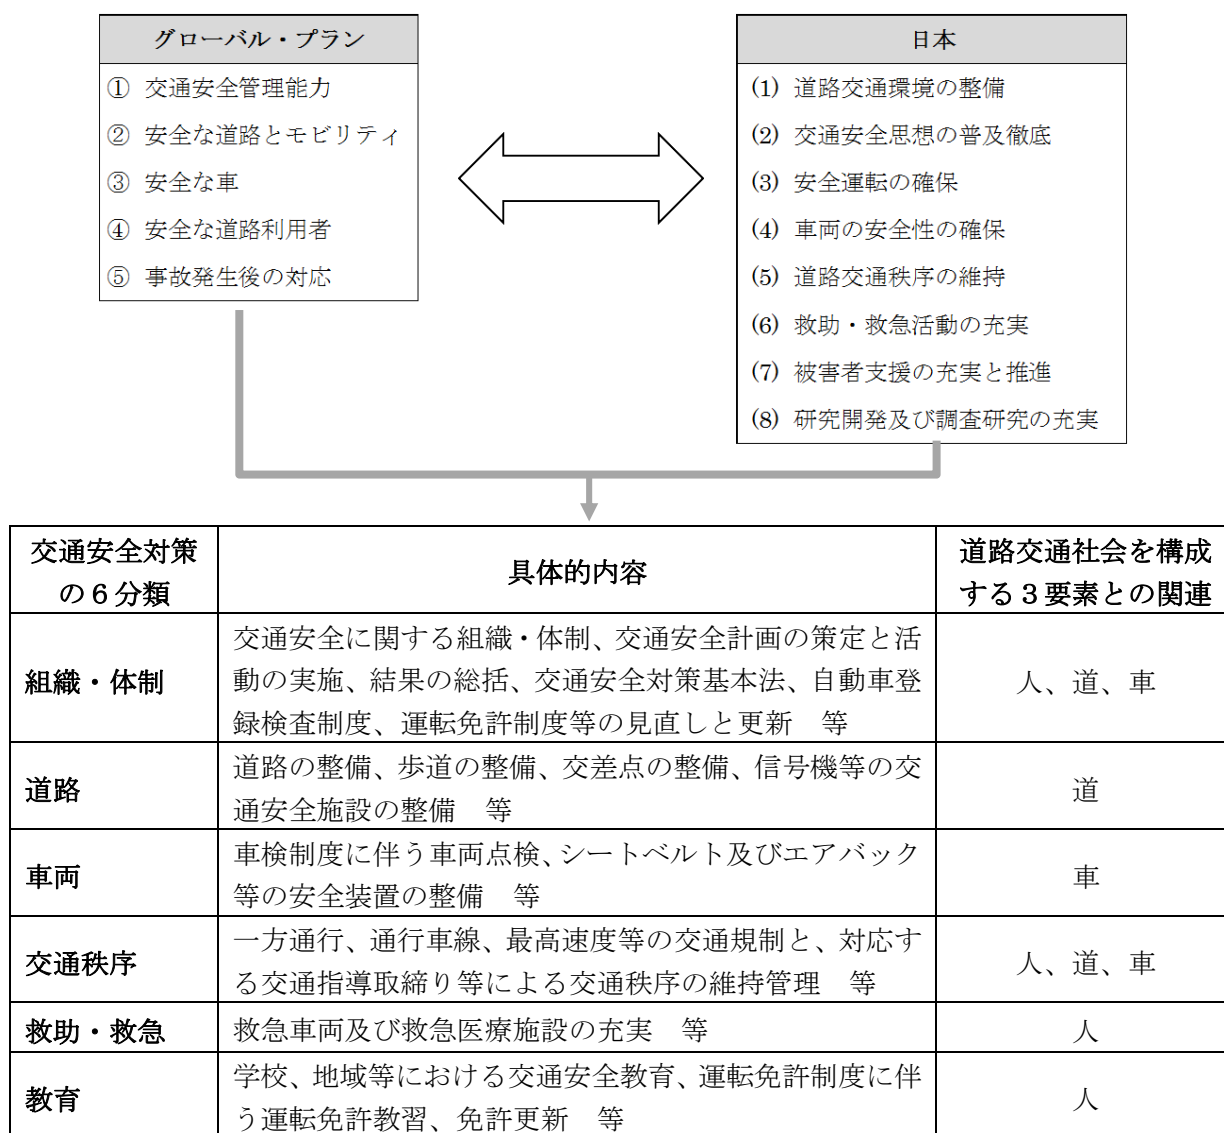 グローバル・プラン
① 交通安全管理能力
② 安全な道路とモビリティ
③ 安全な車
④ 安全な道路利用者
⑤ 事故発生後の対応
日本
(1) 道路交通環境の整備
(2) 交通安全思想の普及徹底
(3) 安全運転の確保
(4) 車両の安全性の確保
(5) 道路交通秩序の維持
(6) 救助・救急活動の充実
(7) 被害者支援の充実と推進
(8) 研究開発及び調査研究の充実
交通安全対策
の6分類
具体的内容
道路交通社会を構成
する3要素との関連
組織・体制
交通安全に関する組織・体制、交通安全計画の策定と活
動の実施、結果の総括、交通安全対策基本法、自動車登
録検査制度、運転免許制度等の見直しと更新 等
人、道、車
道路
道路の整備、歩道の整備、交差点の整備、信号機等の交
通安全施設の整備 等
道
車両
車検制度に伴う車両点検、シートベルト及びエアバック
等の安全装置の整備 等
車
交通秩序
一方通行、通行車線、最高速度等の交通規制と、対応す
る交通指導取締り等による交通秩序の維持管理 等
人、道、車
救助・救急
救急車両及び救急医療施設の充実 等
人
教育
学校、地域等における交通安全教育、運転免許制度に伴
う運転免許教習、免許更新 等
人